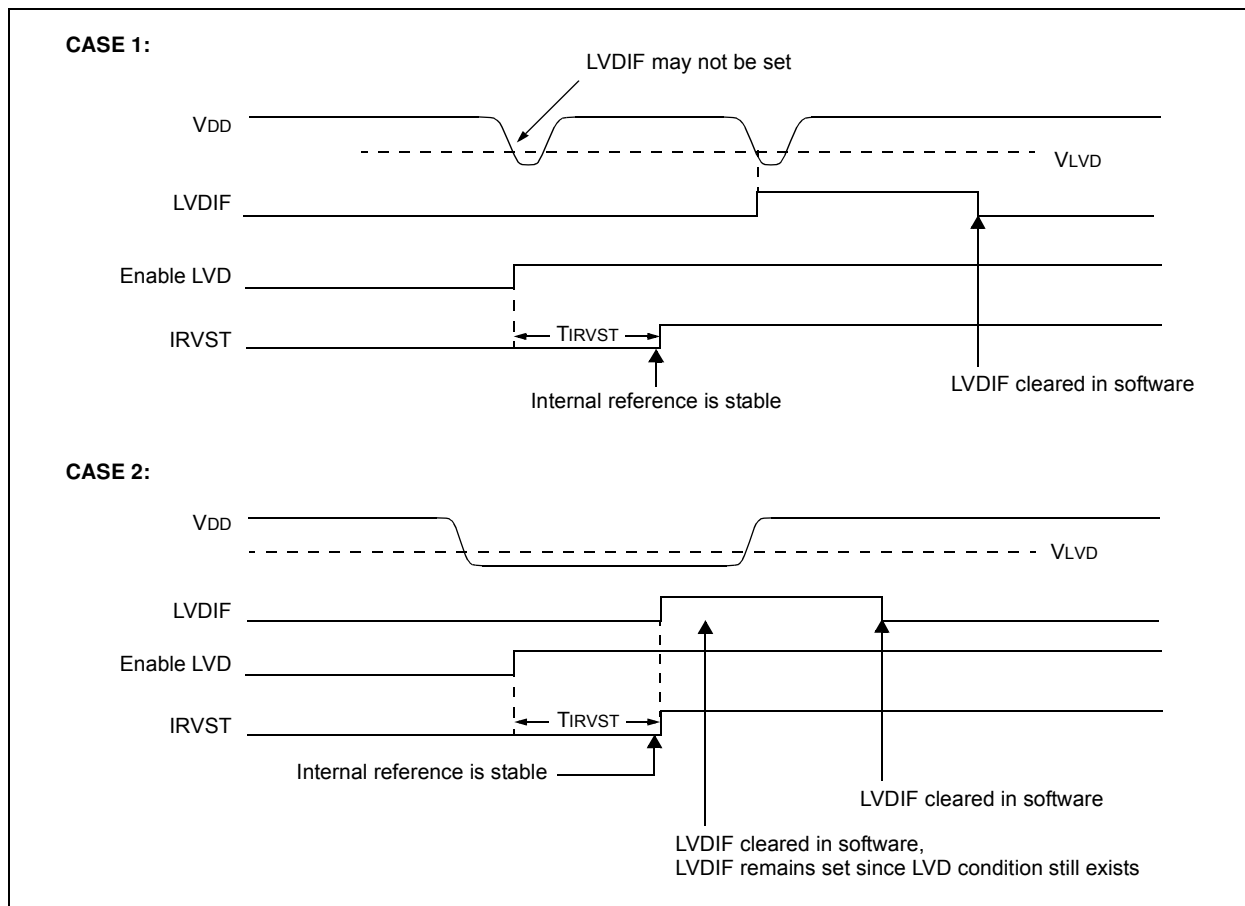 CASE 1:
LVDIF may not be set
VDD
VLVD
LVDIF
Enable LVD
IRVST
TIRVST
Internal reference is stable
LVDIF cleared in software
CASE 2:
VDD
VLVD
LVDIF
Enable LVD
IRVST
TIRVST
Internal reference is stable
LVDIF cleared in software
LVDIF cleared in software,
LVDIF remains set since LVD condition still exists